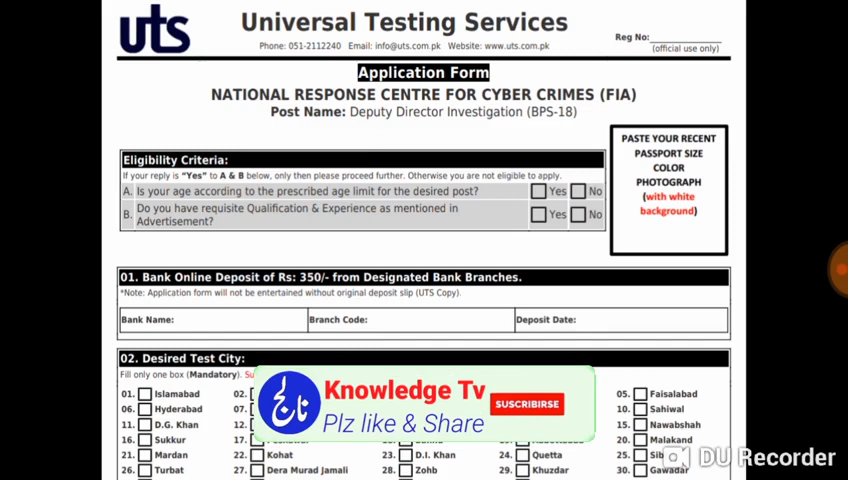 uts
Universal Testing Services
Phone: 051-2112240 Email: info@uts.com.pk Website: www.uts.com.pk
Reg No:
(official use only)
Application Form
NATIONAL RESPONSE CENTRE FOR CYBER CRIMES (FIA)
Post Name: Deputy Director Investigation (BPS-18)
PASTE YOUR RECENT
PASSPORT SIZE
COLOR
PHOTOGRAPH
(with white
background)
Eligibility Criteria:
If your reply is “Yes” to A & B below, only then please proceed further. Otherwise you are not eligible to apply.
A. Is your age according to the prescribed age limit for the desired post? Yes No
B. Do you have requisite Qualification & Experience as mentioned in
Advertisement? Yes No
01. Bank Online Deposit of Rs: 350/- from Designated Bank Branches.
*Note: Application form will not be entertained without original deposit slip (UTS Copy).
Bank Name: Branch Code: Deposit Date:
02. Desired Test City:
Fill only one box (Mandatory).
01. Islamabad 02. 05. Faisalabad
06. Hyderabad 07. 10. Sahiwal
11. D.G. Khan 12. 15. Nawabshah
16. Sukkur 17. 20. Malakand
21. Mardan 22. Kohat 23. D.I. Khan 24. Quetta 25.
26. Turbat 27. Dera Murad Jamali 28. Zohb 29. Khuzdar 30. Gawadar
نالج
Knowledge Tv
Plz like & Share
SUSCRIBIRSE
DU Recorder